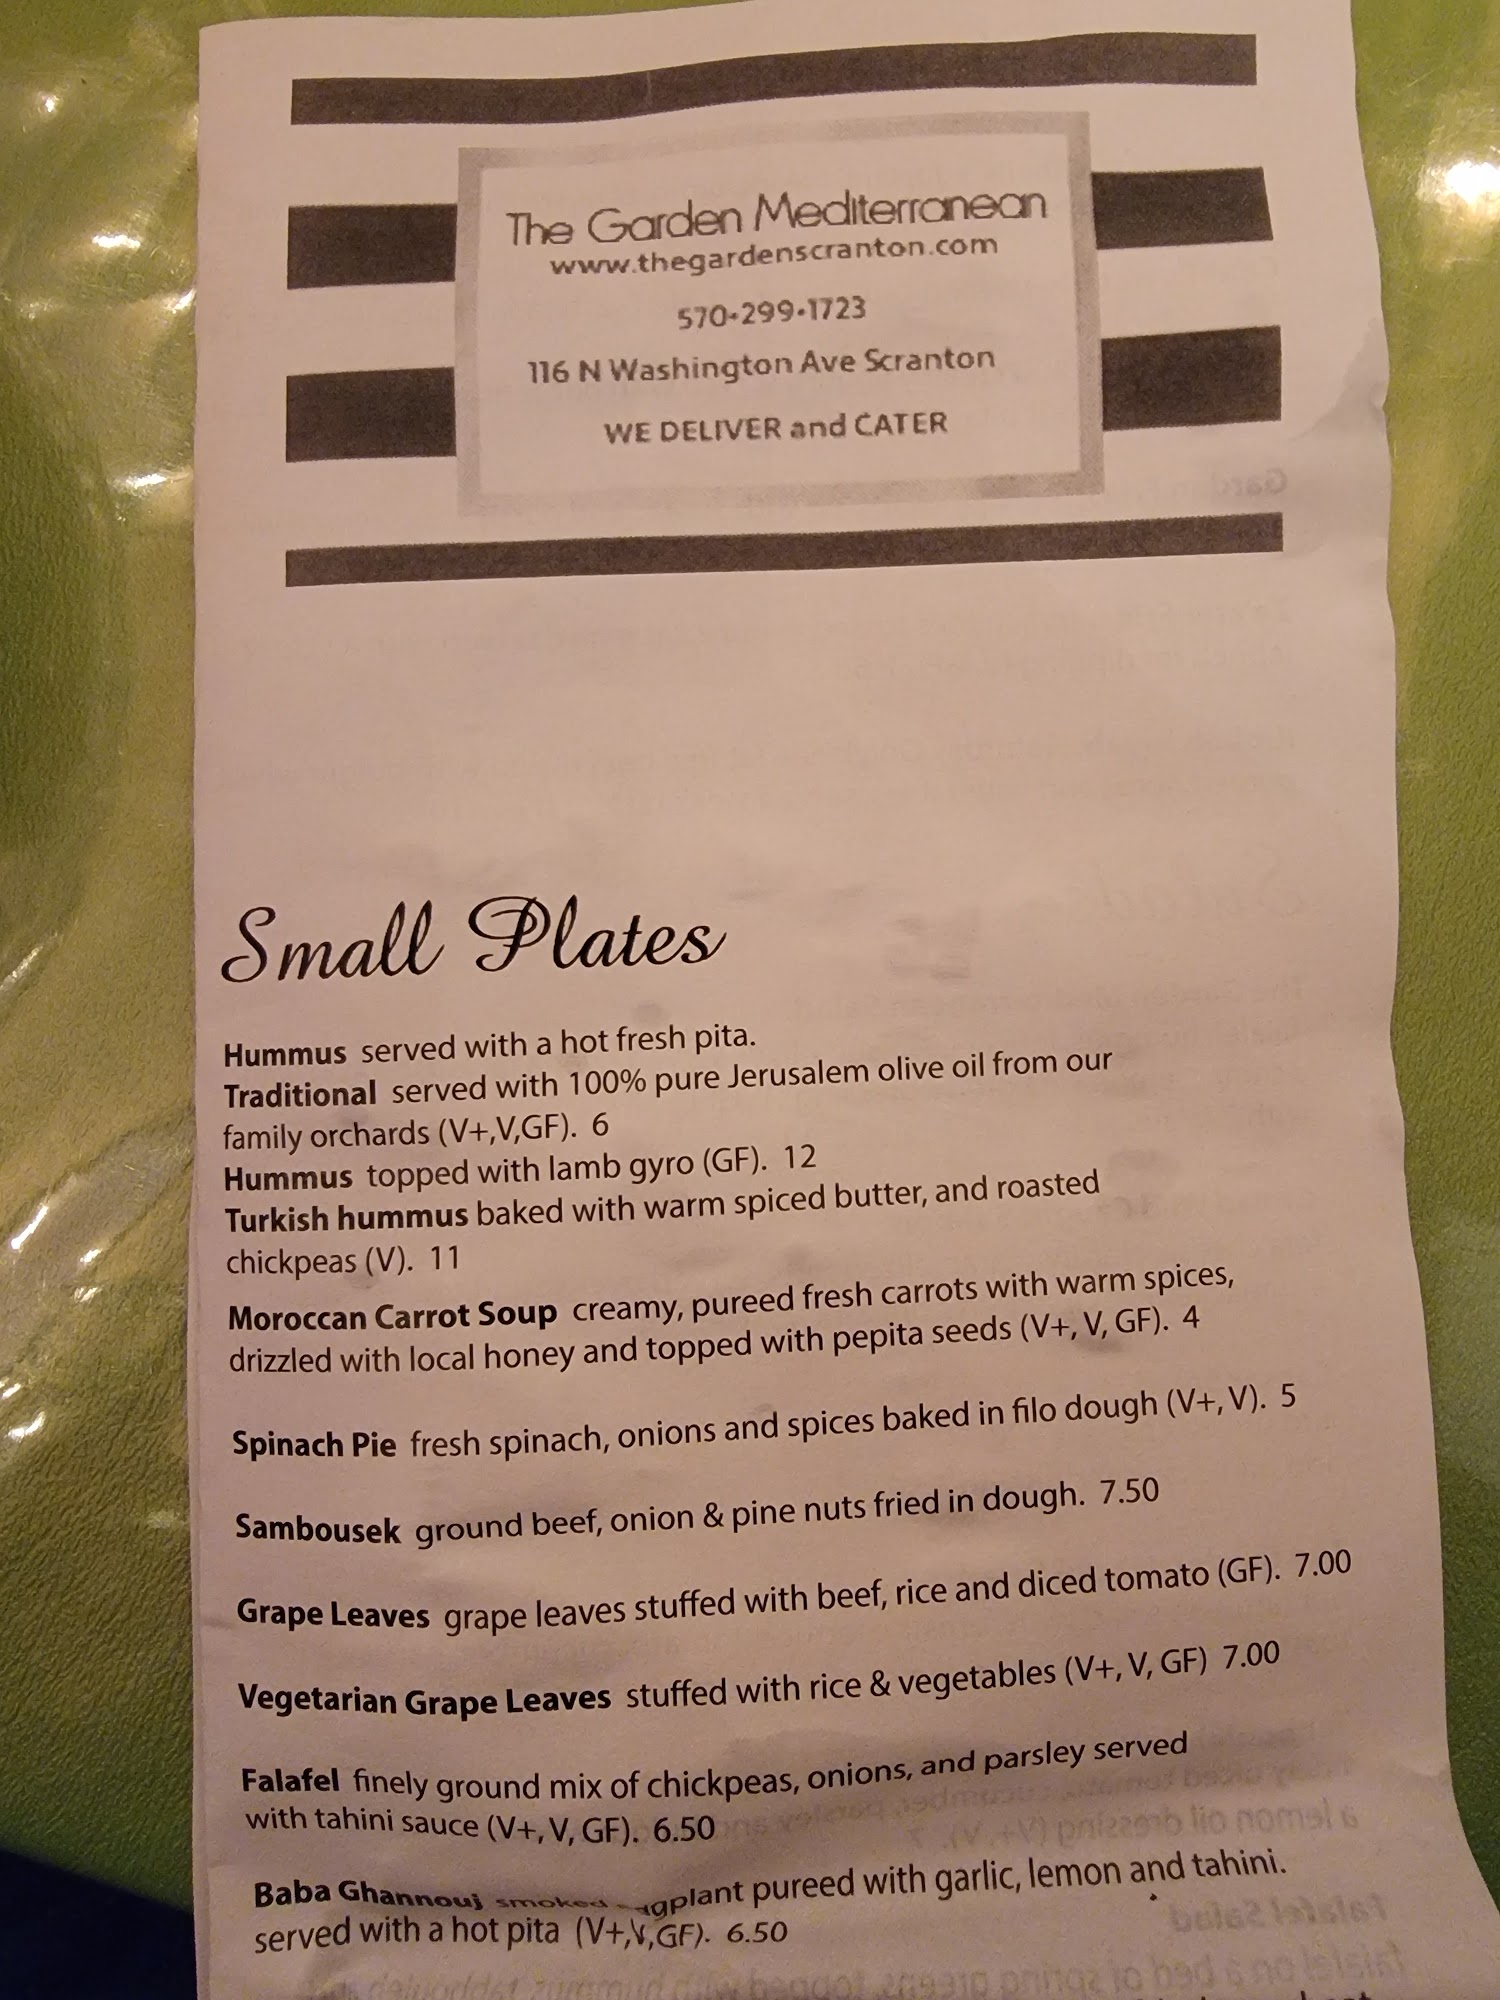 The Garden Mediterranean
www.thegardenscranton.com
570-299-1723
116 N Washington Ave Scranton
WE DELIVER and CATER
Small Plates
Hummus served with a hot fresh pita.
Traditional served with 100% pure Jerusalem olive oil from our
family orchards (V+,V,GF). 6
Hummus topped with lamb gyro (GF). 12
Turkish hummus baked with warm spiced butter, and roasted
chickpeas (V). 11
Moroccan Carrot Soup creamy, pureed fresh carrots with warm spices,
drizzled with local honey and topped with pepita seeds (V+, V, GF). 4
Spinach Pie fresh spinach, onions and spices baked in filo dough (V+, V). 5
Sambousek ground beef, onion & pine nuts fried in dough. 7.50
Grape Leaves grape leaves stuffed with beef, rice and diced tomato (GF). 7.00
Vegetarian Grape Leaves stuffed with rice & vegetables (V+, V, GF) 7.00
Falafel finely ground mix of chickpeas, onions, and parsley served
with tahini sauce (V+, V, GF). 6.50
Baba Ghannouj smoked eggplant pureed with garlic, lemon and tahini.
served with a hot pita (V+,V,GF). 6.50